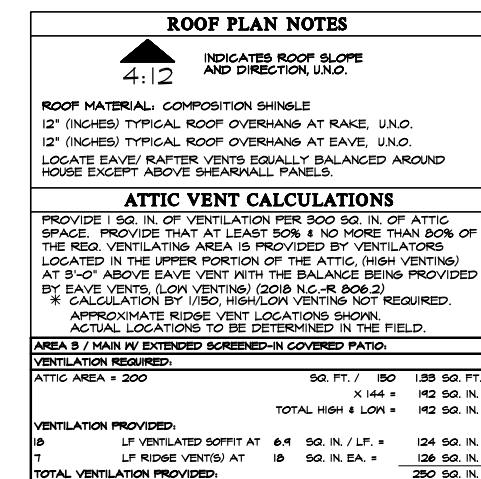 ROOF PLAN NOTES
4:12
INDICATES ROOF SLOPE
AND DIRECTION, U.N.O.
ROOF MATERIAL: COMPOSITION SHINGLE
12" (INCHES) TYPICAL ROOF OVERHANG AT RAKE, U.N.O.
12" (INCHES) TYPICAL ROOF OVERHANG AT EAVE, U.N.O.
LOCATE EAVE/ RAFTER VENTS EQUALLY BALANCED AROUND
HOUSE EXCEPT ABOVE SHEARWALL PANELS.
ATTIC VENT CALCULATIONS
PROVIDE 1 SQ. IN. OF VENTILATION PER 300 SQ. IN. OF ATTIC
SPACE. PROVIDE THAT AT LEAST 50% & NO MORE THAN 80% OF
THE REQ. VENTILATING AREA IS PROVIDED BY VENTILATORS
LOCATED IN THE UPPER PORTION OF THE ATTIC, (HIGH VENTING)
AT 3'-0" ABOVE EAVE VENT WITH THE BALANCE BEING PROVIDED
BY EAVE VENTS, (LOW VENTING) (2018 N.C.-R 806.2)
* CALCULATION BY 1/150, HIGH/LOW VENTING NOT REQUIRED.
APPROXIMATE RIDGE VENT LOCATIONS SHOWN.
ACTUAL LOCATIONS TO BE DETERMINED IN THE FIELD.
AREA 3 / MAIN W/ EXTENDED SCREENED-IN COVERED PATIO:
VENTILATION REQUIRED:
ATTIC AREA = 200 SQ. FT. / 150 1.33 SQ. FT.
X 144 = 192 SQ. IN.
TOTAL HIGH & LOW = 192 SQ. IN.
VENTILATION PROVIDED:
18 LF VENTILATED SOFFIT AT 6.9 SQ. IN. / LF. = 124 SQ. IN.
7 LF RIDGE VENT(S) AT 18 SQ. IN. EA. = 126 SQ. IN.
TOTAL VENTILATION PROVIDED: 250 SQ. IN.